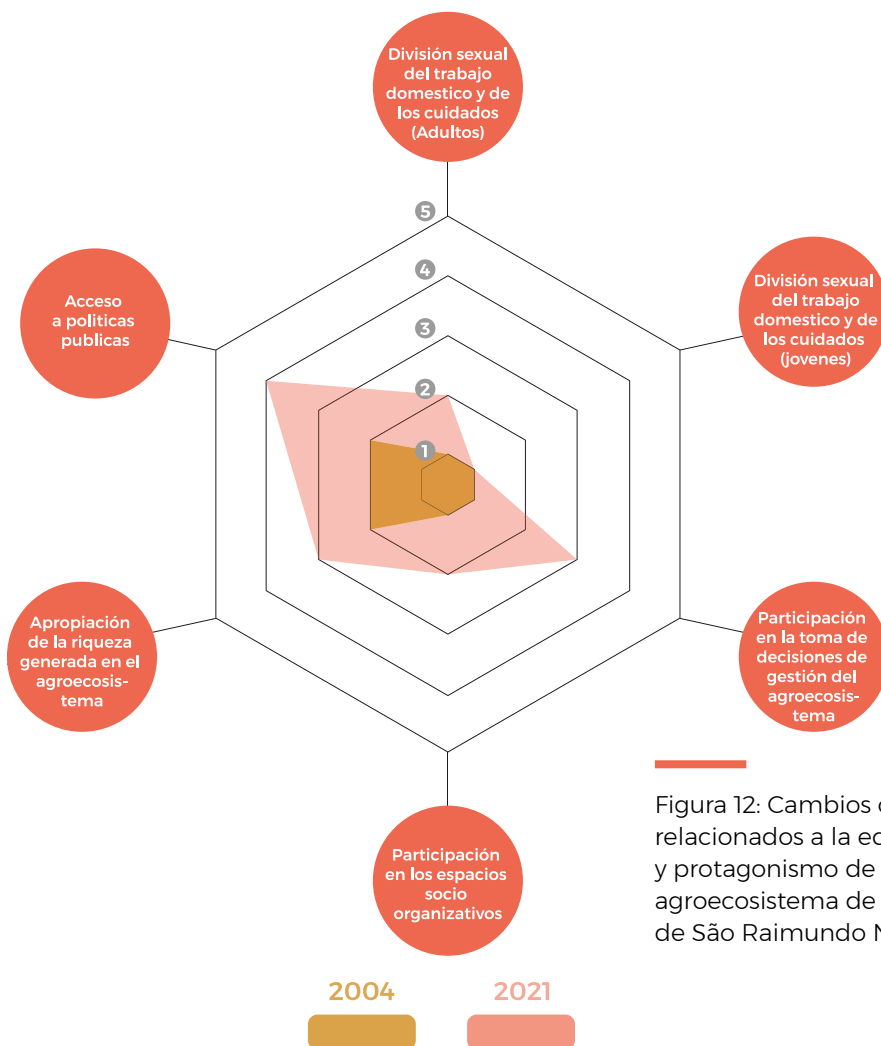 División sexual
del trabajo
domestico y de
los cuidados
(Adultos)
5
4
3
2
1
Acceso
a politicas
publicas
División sexual
del trabajo
domestico y de
los cuidados
(jovenes)
Apropiación
de la riqueza
generada en el
agroecosis-
tema
Participación
en la toma de
decisiones de
gestión del
agroecosis-
tema
Participación
en los espacios
socio
organizativos
Figura 12: Cambios
relacionados a la
y protagonismo de
agroecosistema de
de São Raimundo
2004
2021